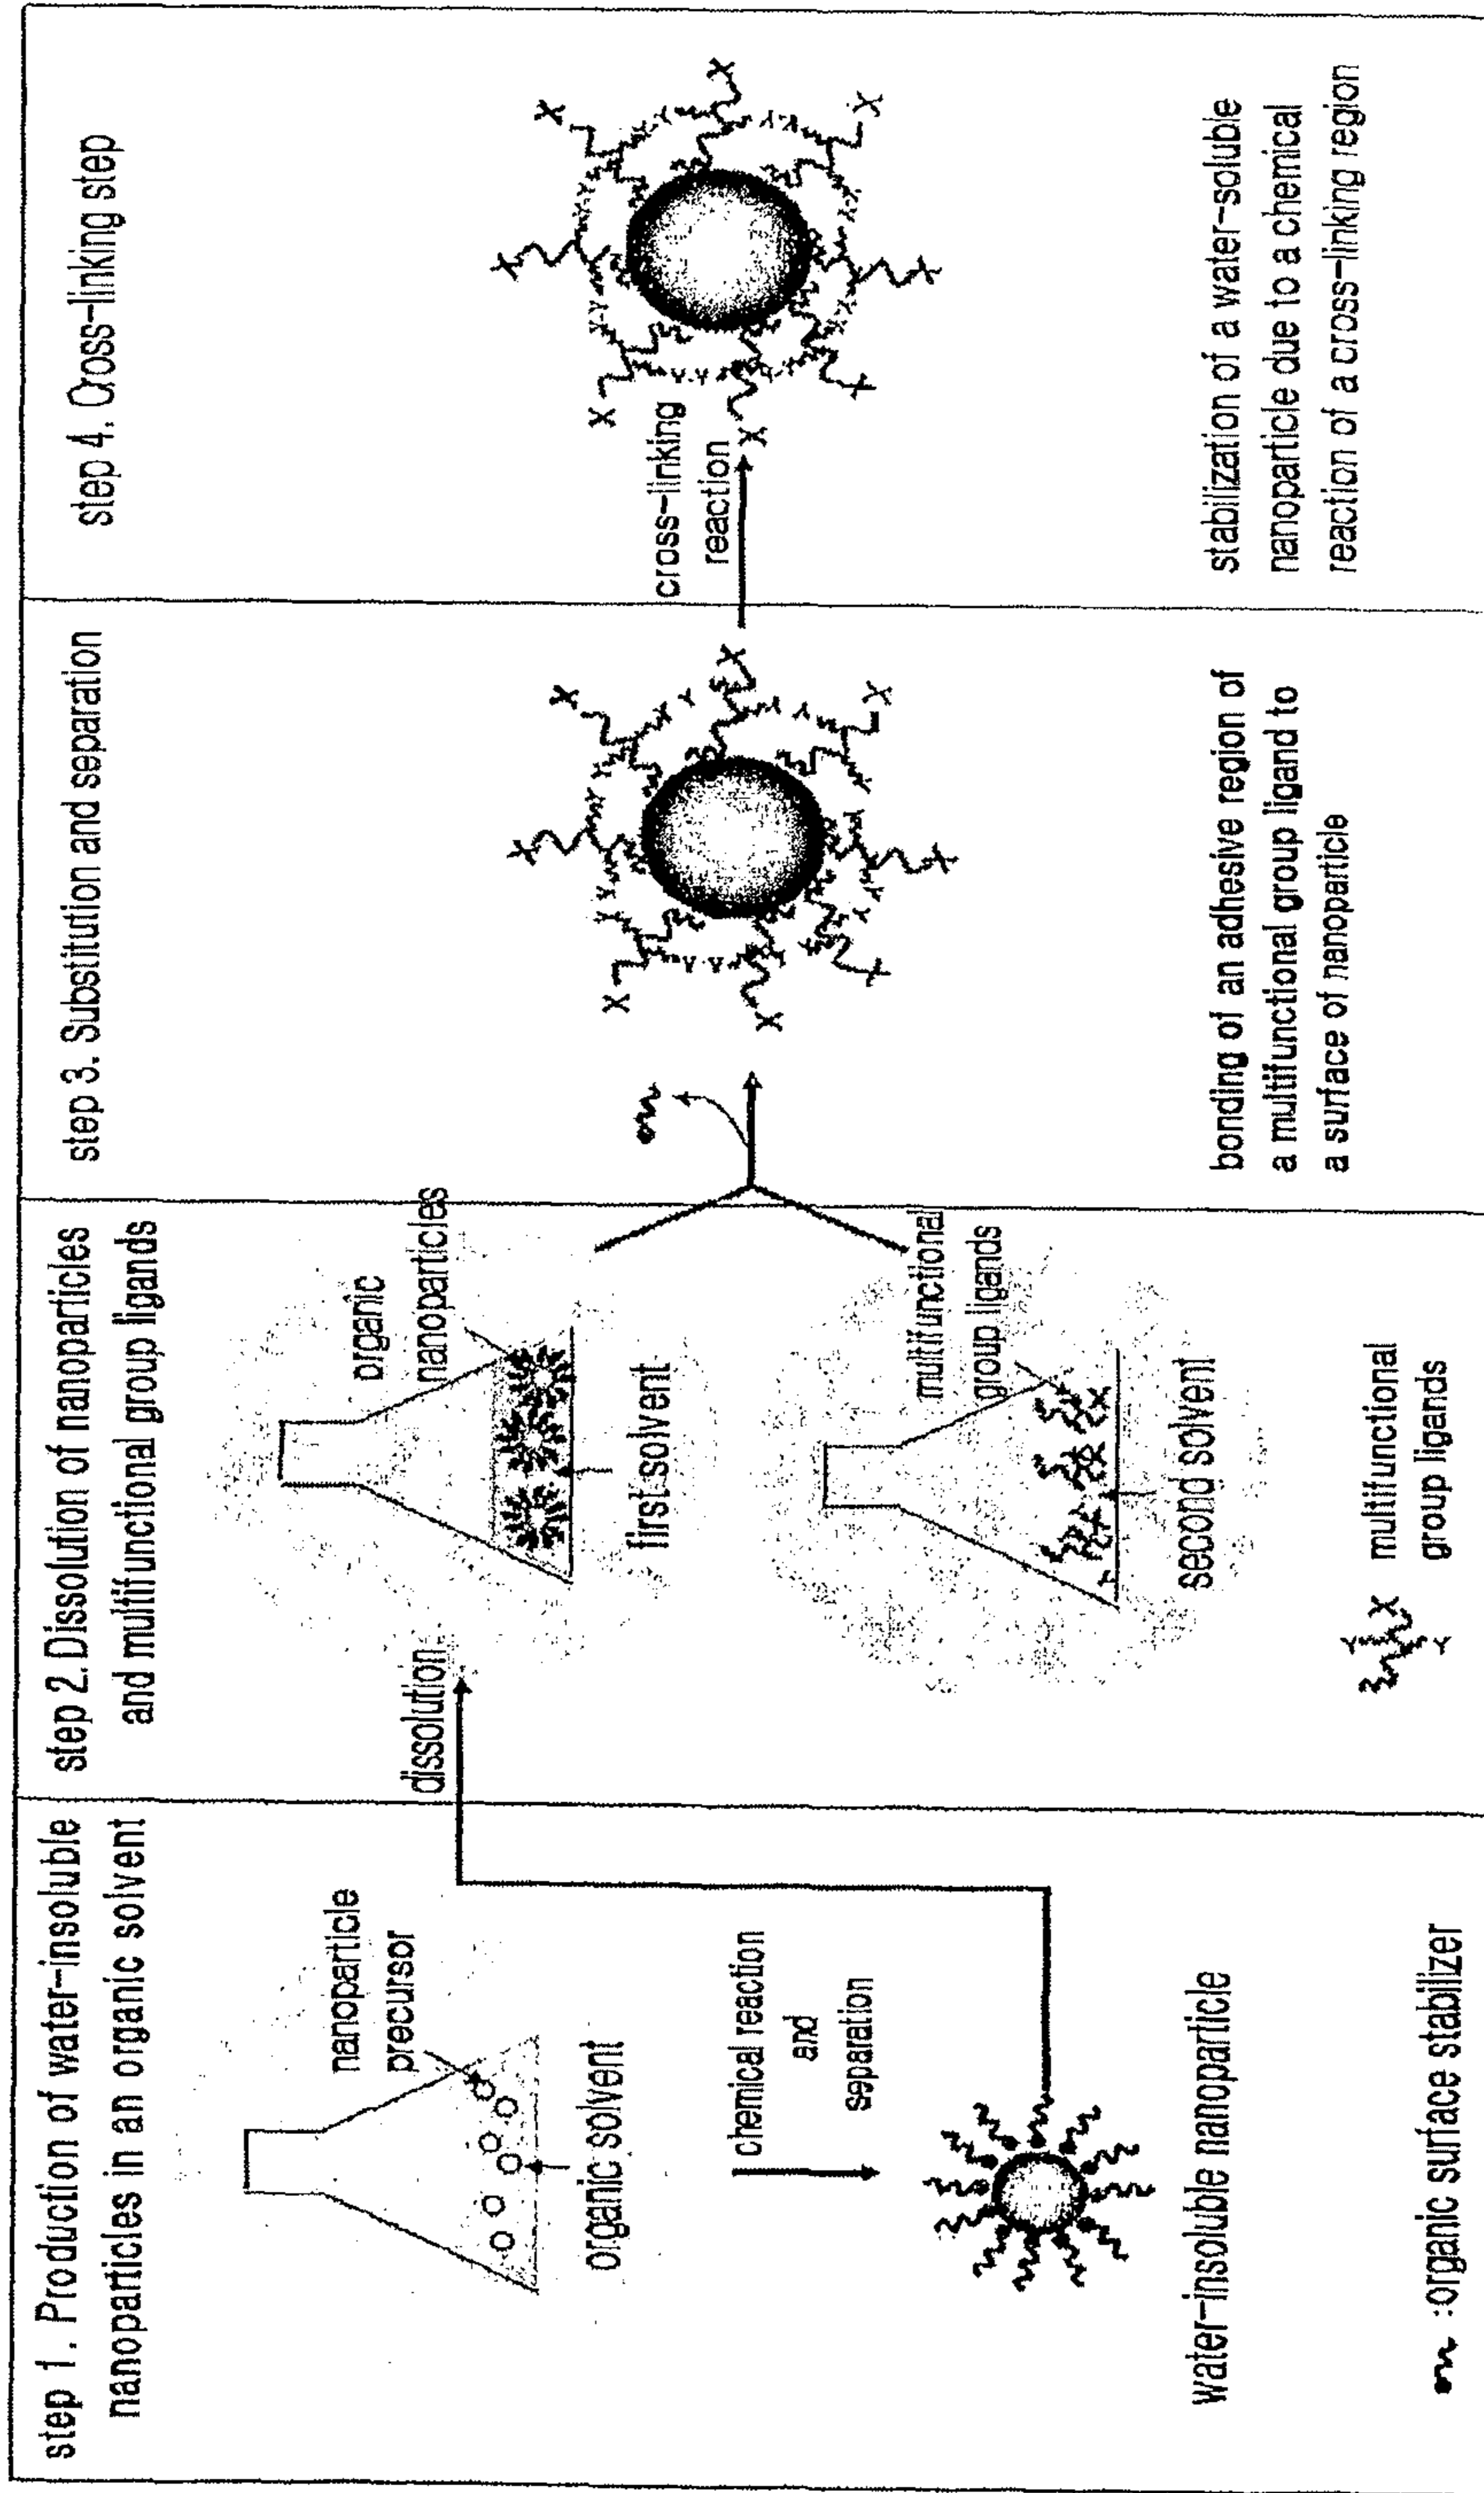 step 1. Production of water-insoluble
nanoparticles in an organic solvent
nanoparticle
precursor
organic solvent
chemical reaction
and
separation
water-insoluble nanoparticle
:organic surface stabilizer
step 2. Dissolution of nanoparticles
and multifunctional group ligands
dissolution
organic
nanoparticles
first solvent
multifunctional
group ligands
second solvent
X
Y
Y
multifunctional
group ligands
step 3. Substitution and separation
X
X
X
X
X
X
X
X
Y-Y
bonding of an adhesive region of
a multifunctional group ligand to
a surface of nanoparticle
step 4. Cross-linking step
cross-linking
reaction
X
X
X
X
X
X
X
X
Y-Y
stabilization of a water-soluble
nanoparticle due to a chemical
reaction of a cross-linking region